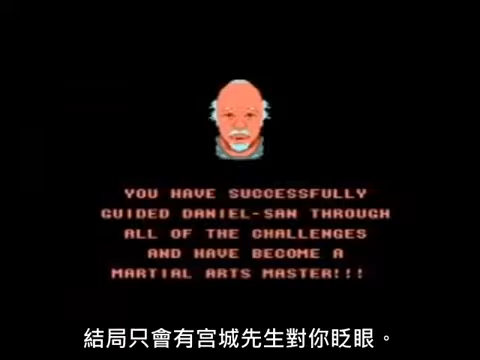 YOU HAVE SUCCESSFULLY
GUIDED DANIEL-SAN THROUGH
ALL OF THE CHALLENGES
AND HAVE BECOME A
MARTIAL ARTS MASTER!!!
結局只會有宮城先生對你眨眼。